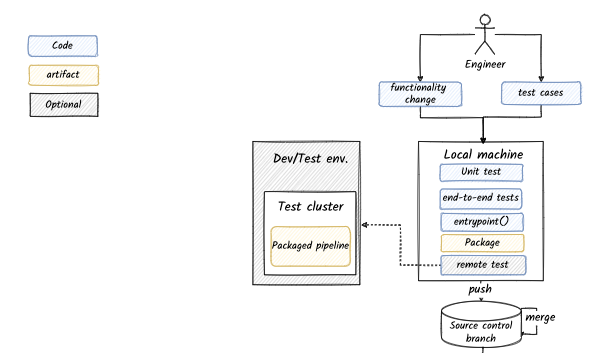 Code
artifact
Optional
Engineer
functionality
change
test cases
Dev/Test env.
Test cluster
Packaged pipeline
Local machine
Unit test
end-to-end tests
entrypoint()
Package
remote test
push
Source control
branch
merge